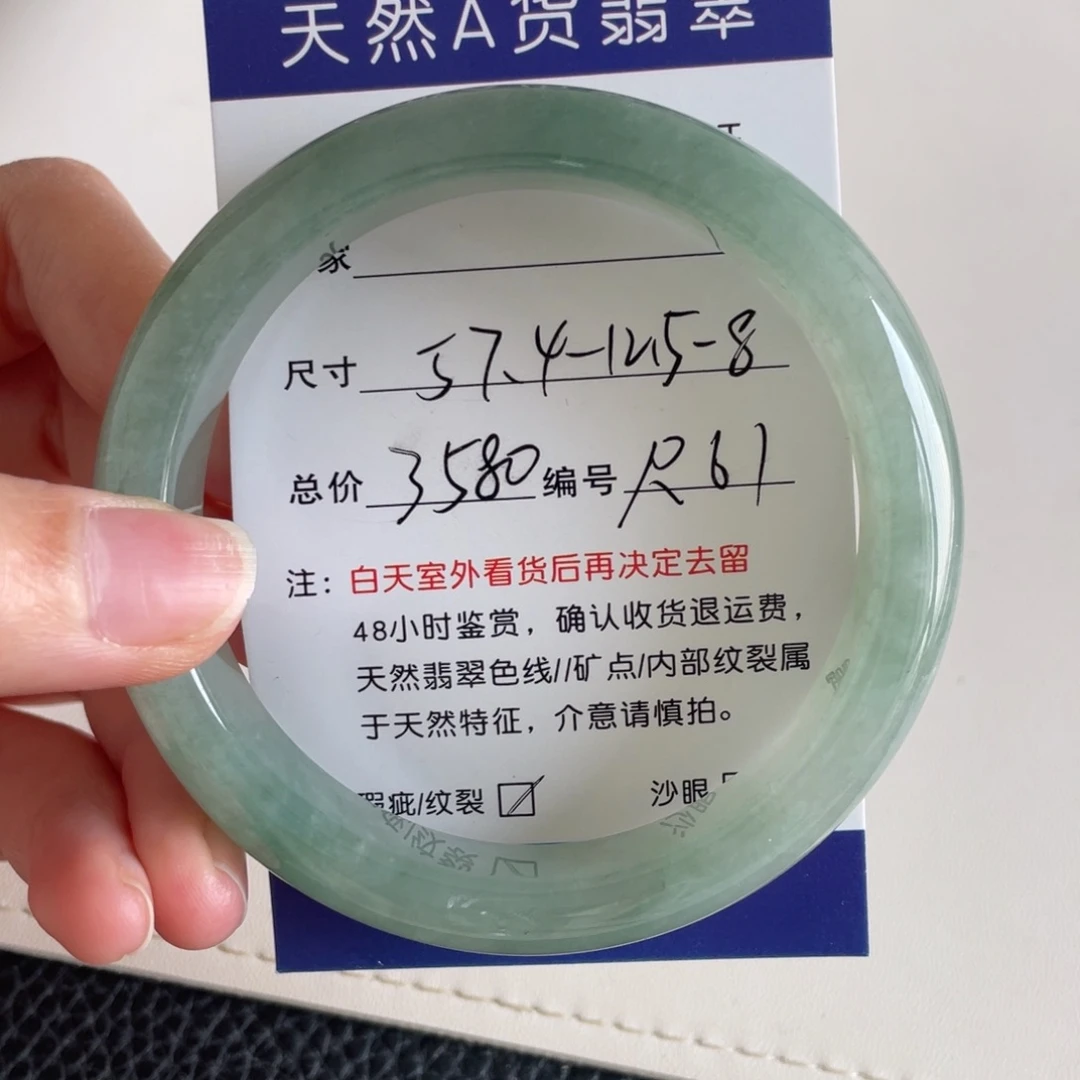 天然A货翡翠
家
尺寸 57.4-12.5-8
总价 3580 编号 R61
注：白天室外看货后再决定去留
48小时鉴赏，确认收货退运费，
天然翡翠色线//矿点/内部纹裂属
于天然特征，介意请慎拍。
瑕疵/纹裂 沙眼